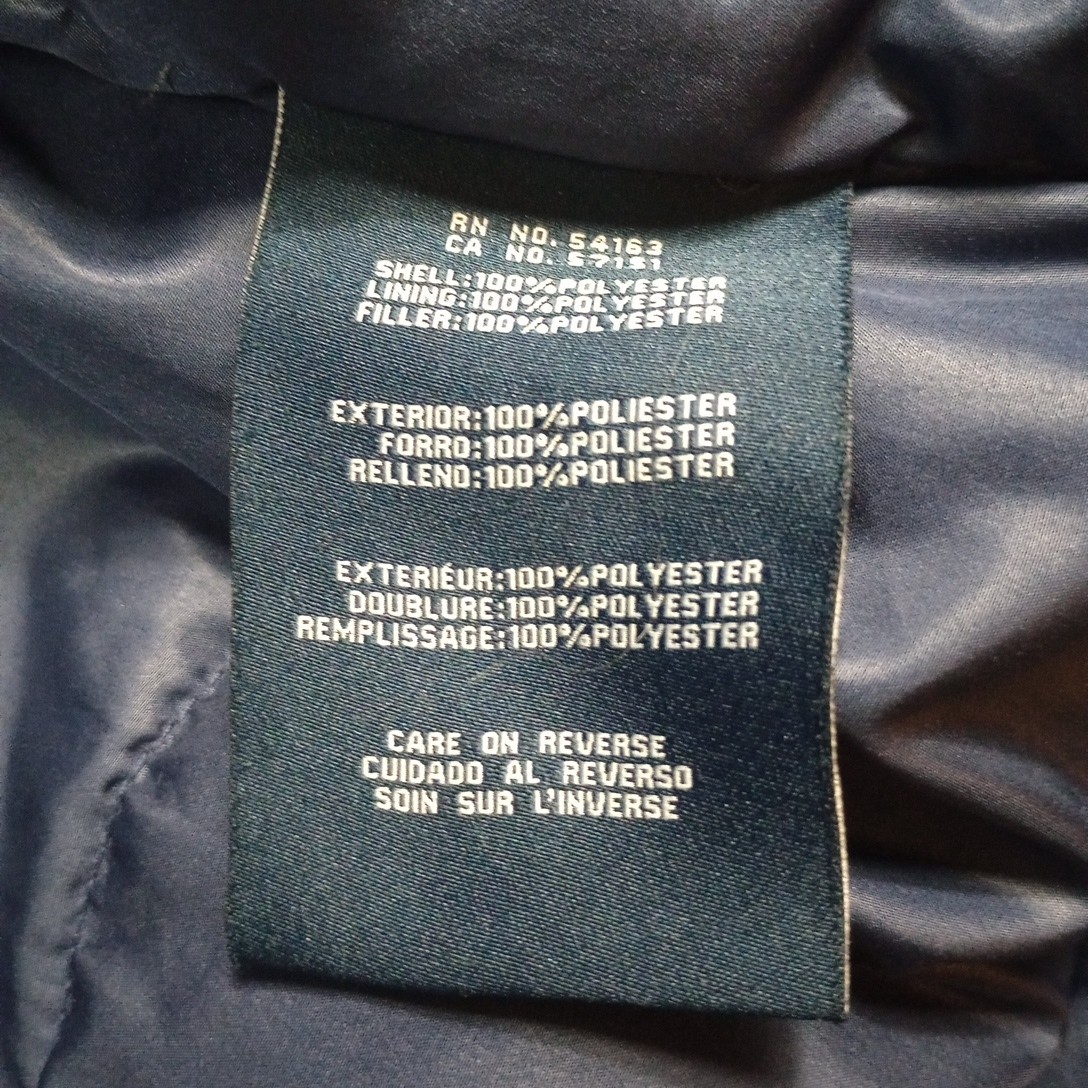 RN NO. 54163
CA NO. 57151
SHELL:100%POLYESTER
LINING:100%POLYESTER
FILLER:100%POLYESTER
EXTERIOR:100%POLIESTER
FORRO:100%POLIESTER
RELLENO:100%POLIESTER
EXTERIÉUR:100%POLYESTER
DOUBLURE:100%POLYESTER
REMPLISSAGE:100%POLYESTER
CARE ON REVERSE
CUIDADO AL REVERSO
SOIN SUR L'INVERSE